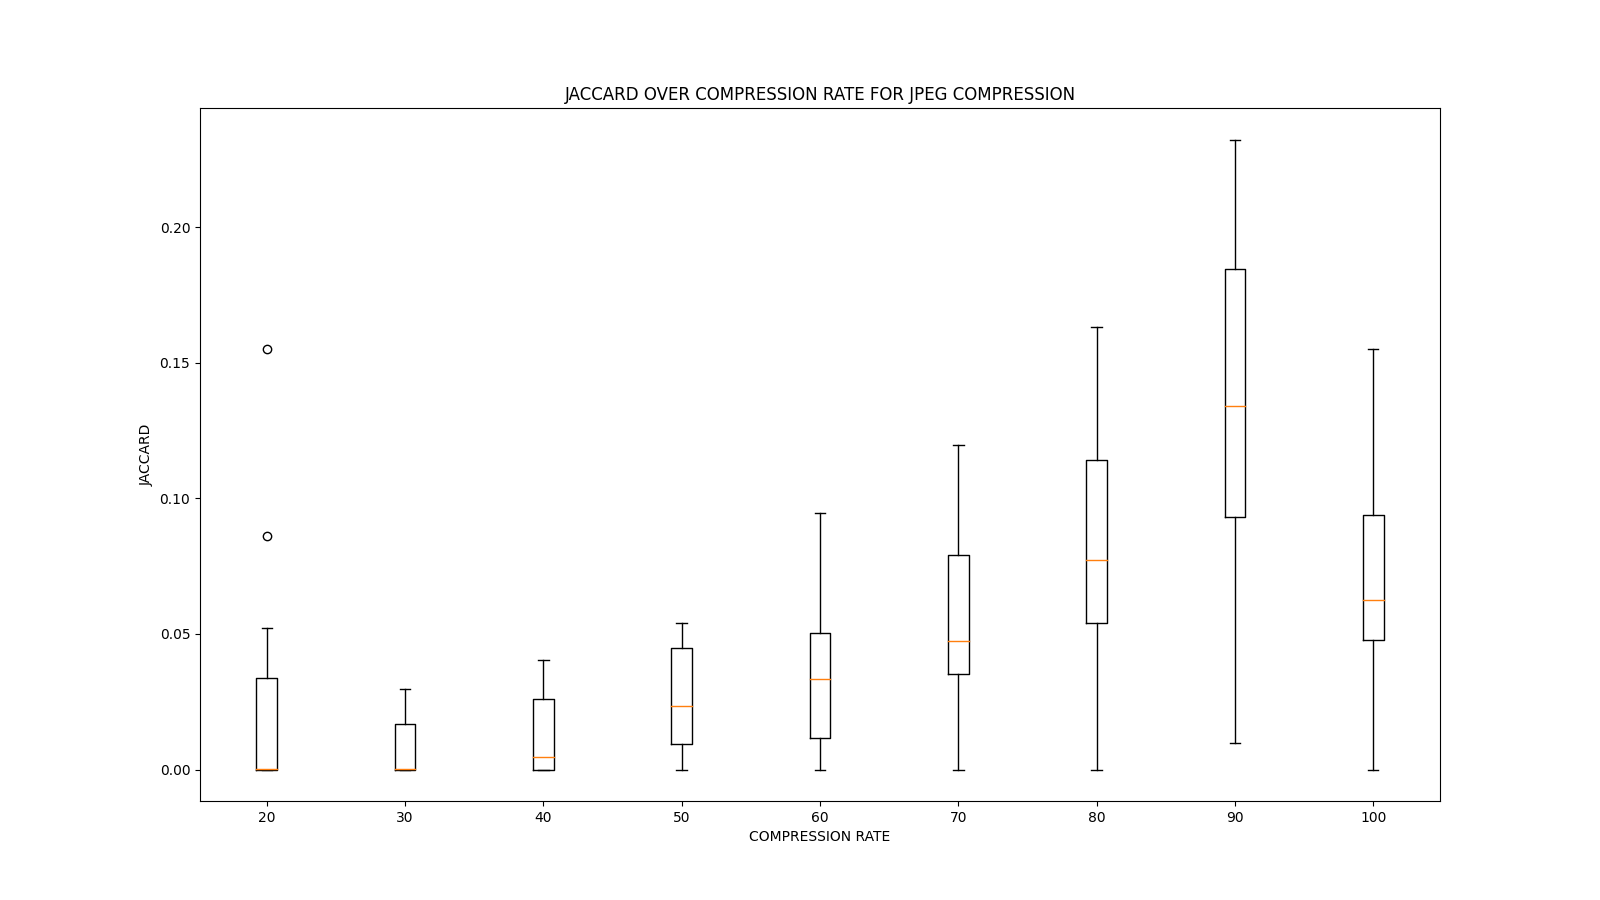 JACCARD OVER COMPRESSION RATE FOR JPEG COMPRESSION
0.20
0.15
0.10
0.05
0.00
JACCARD
20 30 40 50 60 70 80 90 100
COMPRESSION RATE